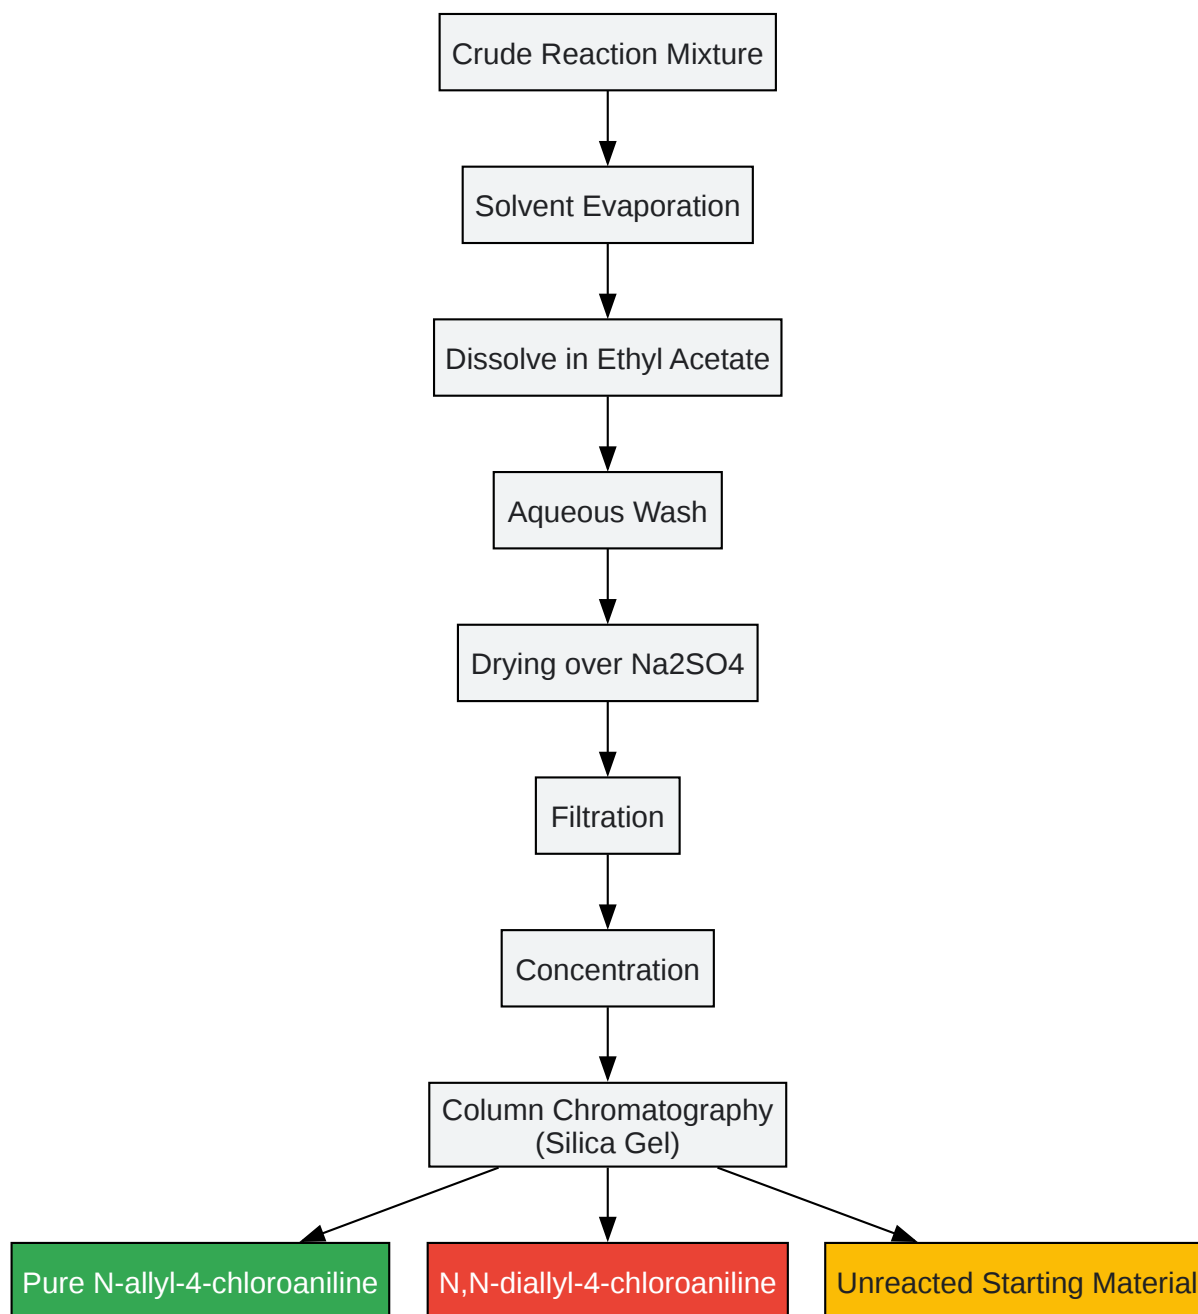 Crude Reaction Mixture
Solvent Evaporation
Dissolve in Ethyl Acetate
Aqueous Wash
Drying over Na2SO4
Filtration
Concentration
Column Chromatography
(Silica Gel)
Pure N-allyl-4-chloroaniline
N,N-diallyl-4-chloroaniline
Unreacted Starting Material